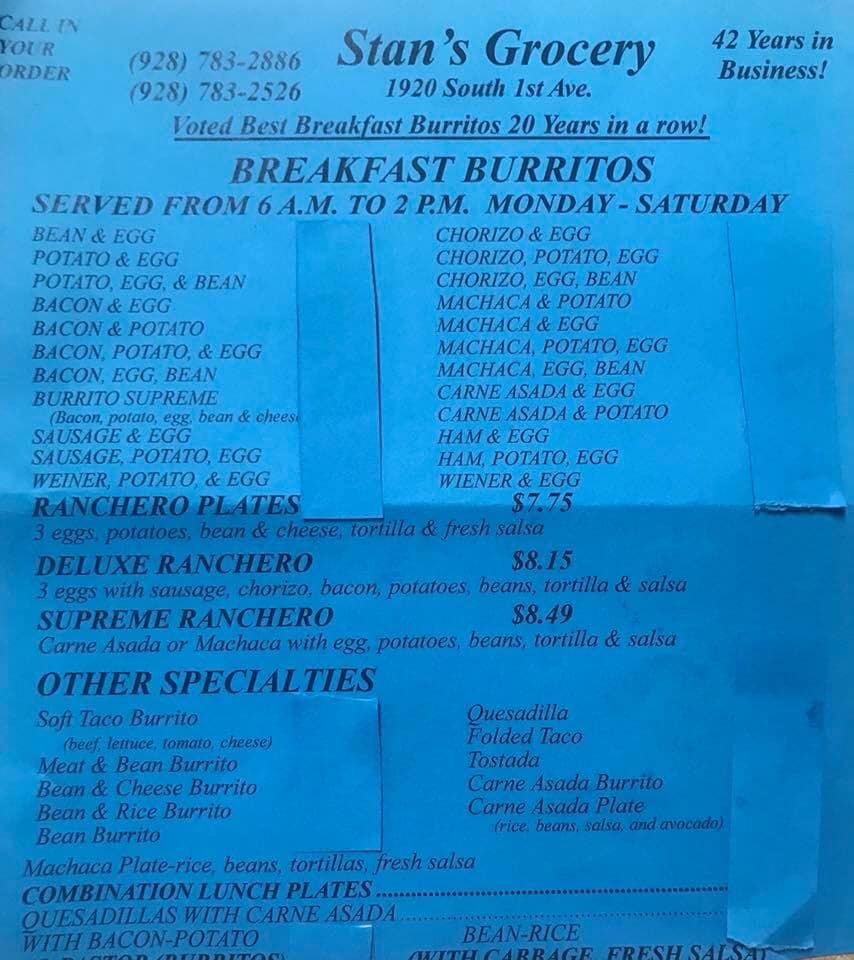 CALL IN
YOUR
ORDER
(928) 783-2886
(928) 783-2526
Stan's Grocery
1920 South 1st Ave.
42 Years in
Business!
Voted Best Breakfast Burritos 20 Years in a row!
BREAKFAST BURRITOS
SERVED FROM 6 A.M. TO 2 P.M. MONDAY - SATURDAY
BEAN & EGG
POTATO & EGG
POTATO, EGG, & BEAN
BACON & EGG
BACON & POTATO
BACON, POTATO, & EGG
BACON, EGG, BEAN
BURRITO SUPREME
(Bacon, potato, egg, bean & cheese
SAUSAGE & EGG
SAUSAGE, POTATO, EGG
WEINER, POTATO, & EGG
CHORIZO & EGG
CHORIZO, POTATO, EGG
CHORIZO, EGG, BEAN
MACHACA & POTATO
MACHACA & EGG
MACHACA, POTATO, EGG
MACHACA, EGG, BEAN
CARNE ASADA & EGG
CARNE ASADA & POTATO
HAM & EGG
HAM, POTATO, EGG
WIENER & EGG
RANCHERO PLATES $7.75
3 eggs, potatoes, bean & cheese, tortilla & fresh salsa
DELUXE RANCHERO $8.15
3 eggs with sausage, chorizo, bacon, potatoes, beans, tortilla & salsa
SUPREME RANCHERO $8.49
Carne Asada or Machaca with egg, potatoes, beans, tortilla & salsa
OTHER SPECIALTIES
Soft Taco Burrito
(beef, lettuce, tomato, cheese)
Meat & Bean Burrito
Bean & Cheese Burrito
Bean & Rice Burrito
Bean Burrito
Quesadilla
Folded Taco
Tostada
Carne Asada Burrito
Carne Asada Plate
(rice, beans, salsa, and avocado)
Machaca Plate-rice, beans, tortillas, fresh salsa
COMBINATION LUNCH PLATES
QUESADILLAS WITH CARNE ASADA
WITH BACON-POTATO BEAN-RICE
PASTOR (BURRITOS) (WITH CABBAGE, FRESH SALSA)